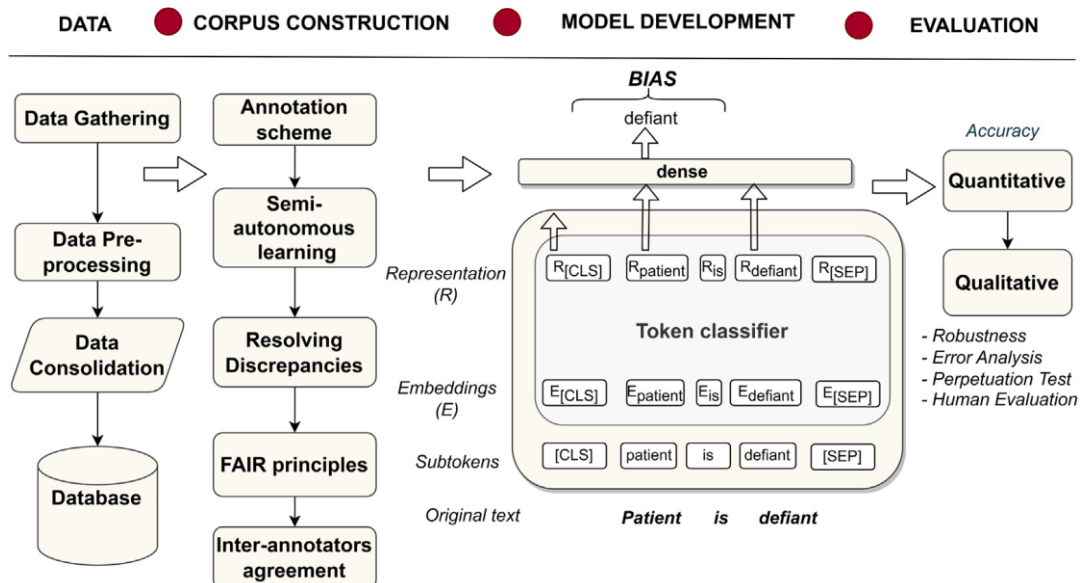 DATA
CORPUS CONSTRUCTION
MODEL DEVELOPMENT
EVALUATION
Data Gathering
Data Pre-
processing
Data
Consolidation
Database
Annotation
scheme
Semi-
autonomous
learning
Resolving
Discrepancies
FAIR principles
Inter-annotators
agreement
BIAS
defiant
dense
Representation
(R)
R[CLS]
Rpatient
Ris
Rdefiant
R[SEP]
Token classifier
Embeddings
(E)
E[CLS]
Epatient
Eis
Edefiant
E[SEP]
Subtokens
[CLS]
patient
is
defiant
[SEP]
Original text
Patient is defiant
Accuracy
Quantitative
Qualitative
- Robustness
- Error Analysis
- Perpetuation Test
- Human Evaluation